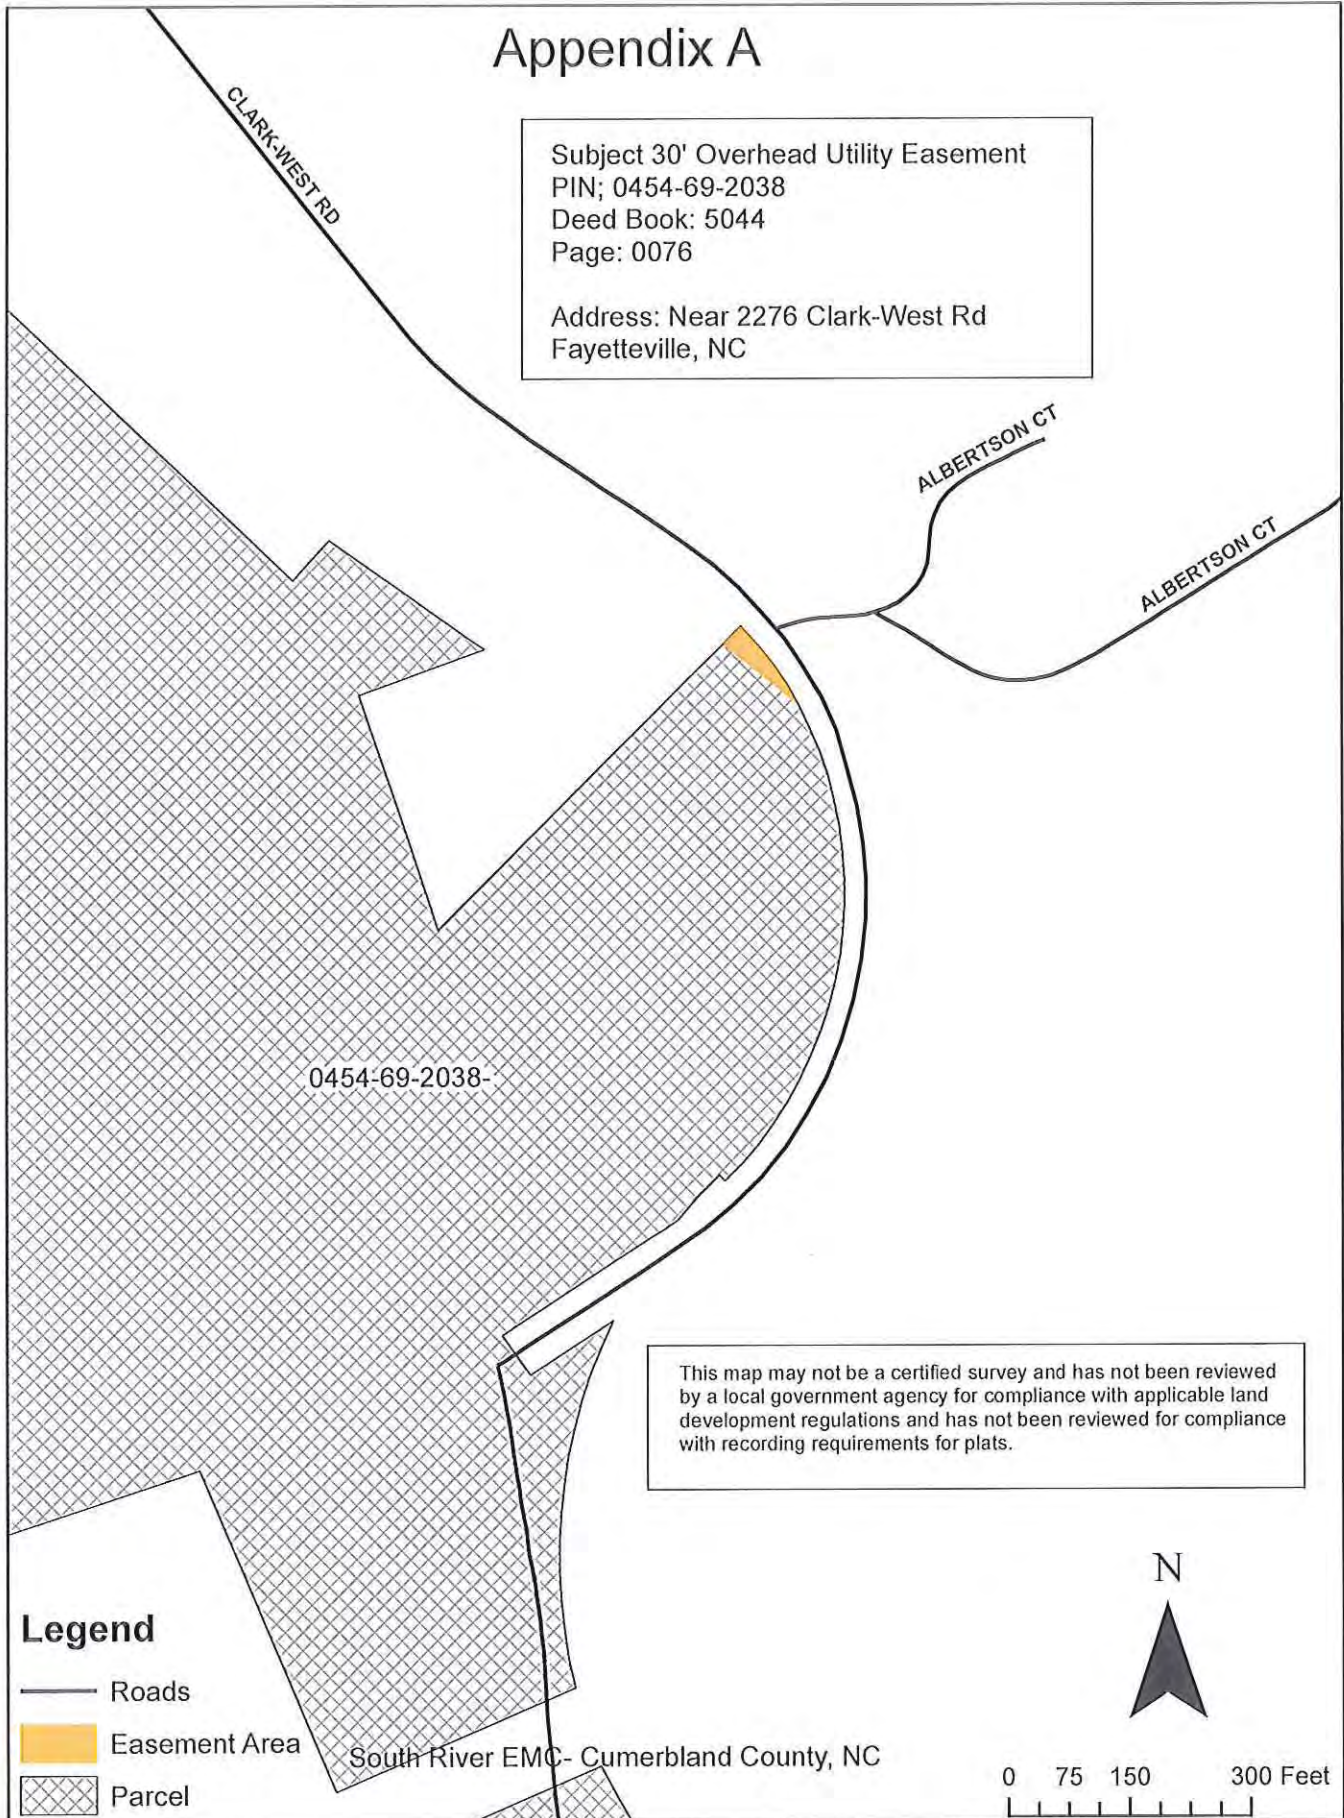 Appendix A
CLARK-WEST RD
Subject 30' Overhead Utility Easement
PIN; 0454-69-2038
Deed Book: 5044
Page: 0076
Address: Near 2276 Clark-West Rd
Fayetteville, NC
ALBERTSON CT
ALBERTSON CT
0454-69-2038-
This map may not be a certified survey and has not been reviewed
by a local government agency for compliance with applicable land
development regulations and has not been reviewed for compliance
with recording requirements for plats.
N
Legend
Roads
Easement Area
Parcel
South River EMC- Cumerbland County, NC
0 75 150 300 Feet